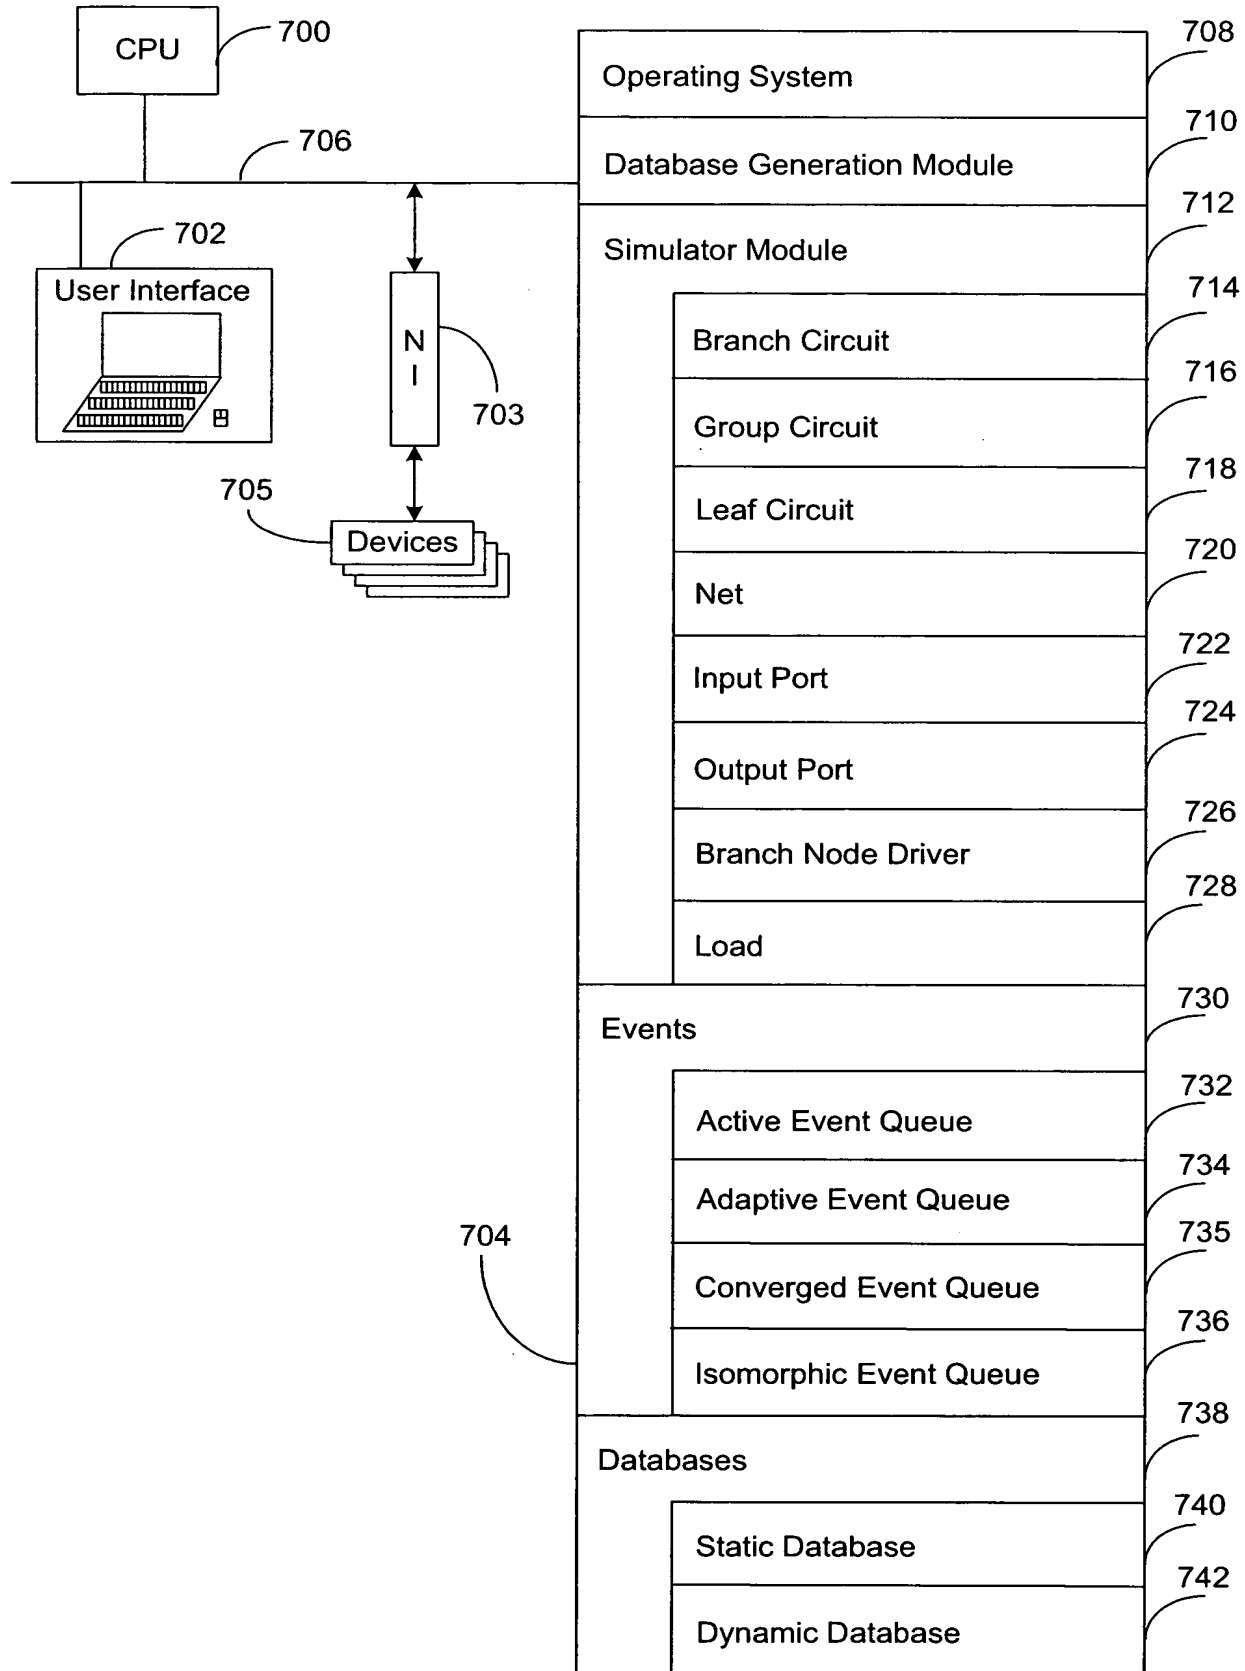 CPU
700
706
702
User Interface
N
I
703
705
Devices
704
708
Operating System
710
Database Generation Module
712
Simulator Module
714
Branch Circuit
716
Group Circuit
718
Leaf Circuit
720
Net
722
Input Port
724
Output Port
726
Branch Node Driver
728
Load
730
Events
732
Active Event Queue
734
Adaptive Event Queue
735
Converged Event Queue
736
Isomorphic Event Queue
738
Databases
740
Static Database
742
Dynamic Database